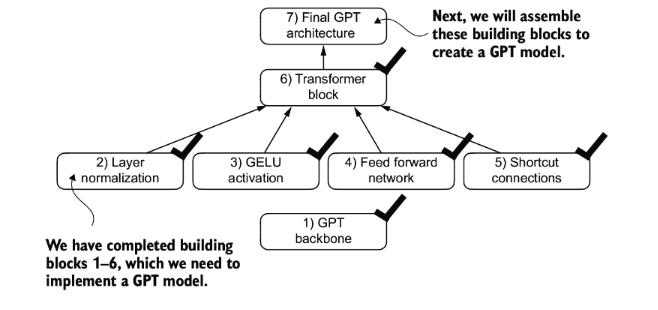 7) Final GPT
architecture
Next, we will assemble
these building blocks to
create a GPT model.
6) Transformer
block
2) Layer
normalization
3) GELU
activation
4) Feed forward
network
5) Shortcut
connections
1) GPT
backbone
We have completed building
blocks 1–6, which we need to
implement a GPT model.